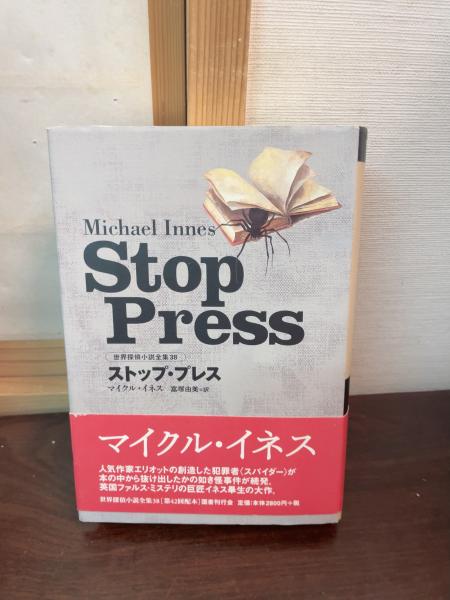 Michael Innes
Stop
Press
世界探偵小説全集38
ストップ・プレス
マイクル・イネス 富塚由美=訳
マイクル・イネス
人気作家エリオットの創造した犯罪者〈スパイダー〉が
本の中から抜け出したかの如き怪事件が続発。
英国ファルス・ミステリの巨匠イネス畢生の大作。
世界探偵小説全集38[第42回配本]国書刊行会 定価:本体2800円+税